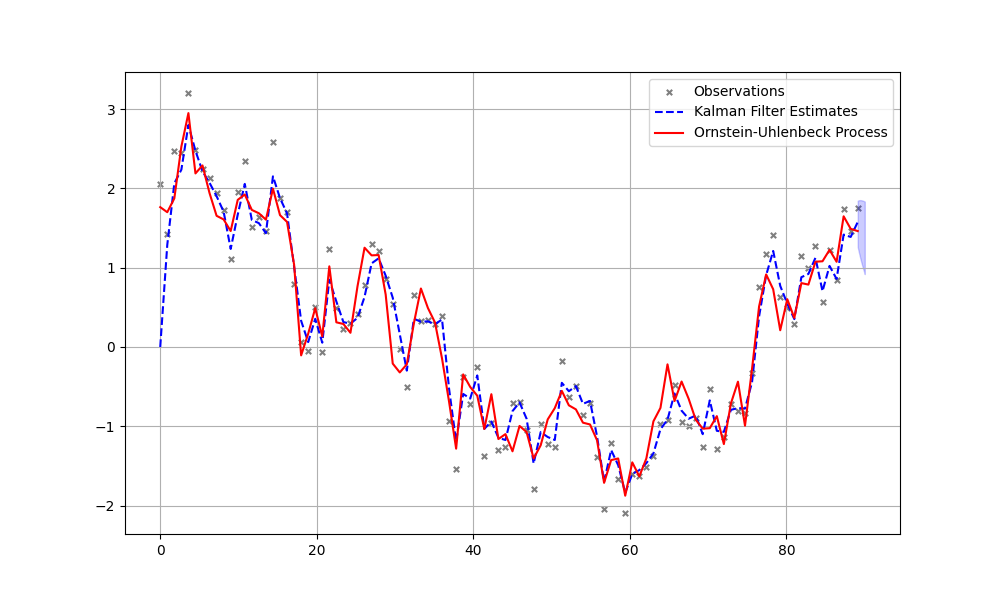 Observations
Kalman Filter Estimates
Ornstein-Uhlenbeck Process
3
2
1
0
−1
−2
0 20 40 60 80